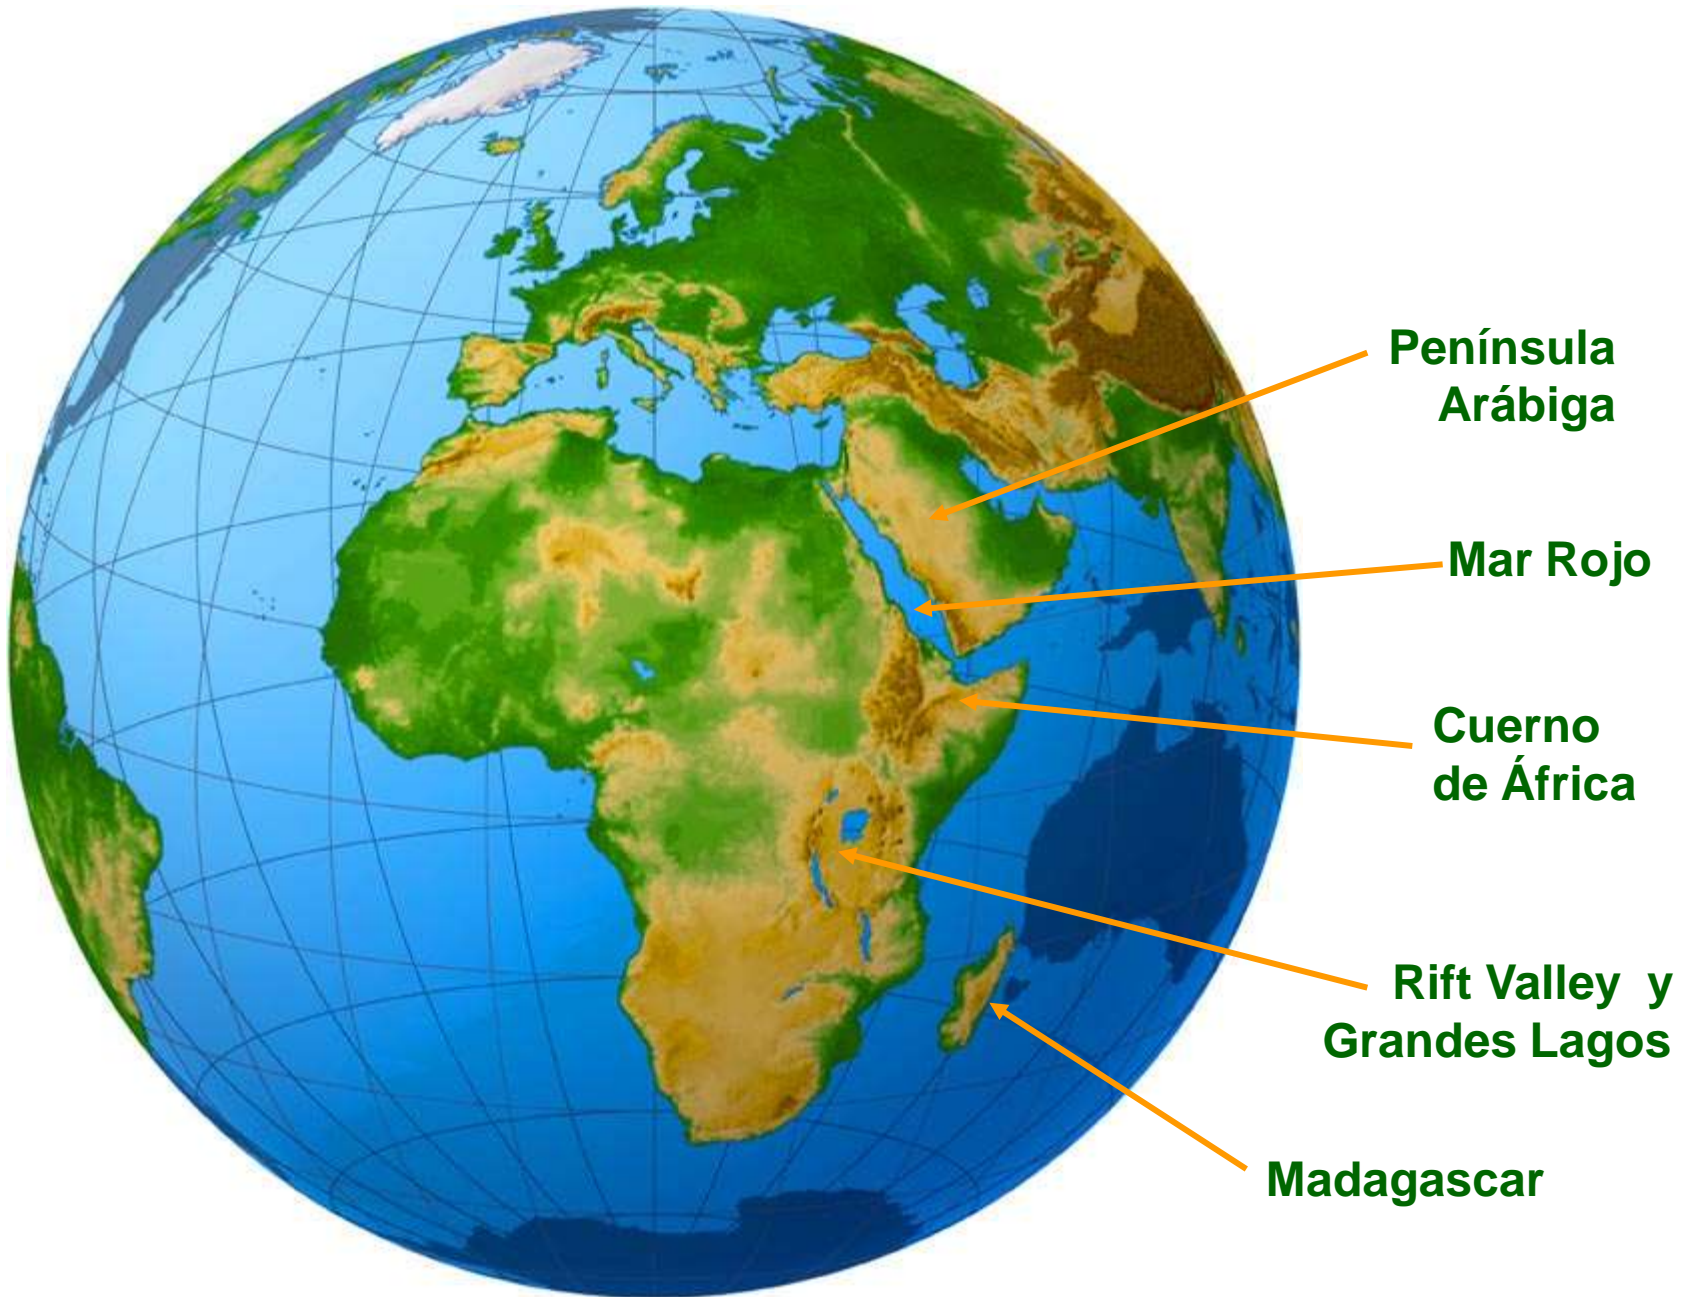 Península
Arábiga
Mar Rojo
Cuerno
de África
Rift Valley y
Grandes Lagos
Madagascar